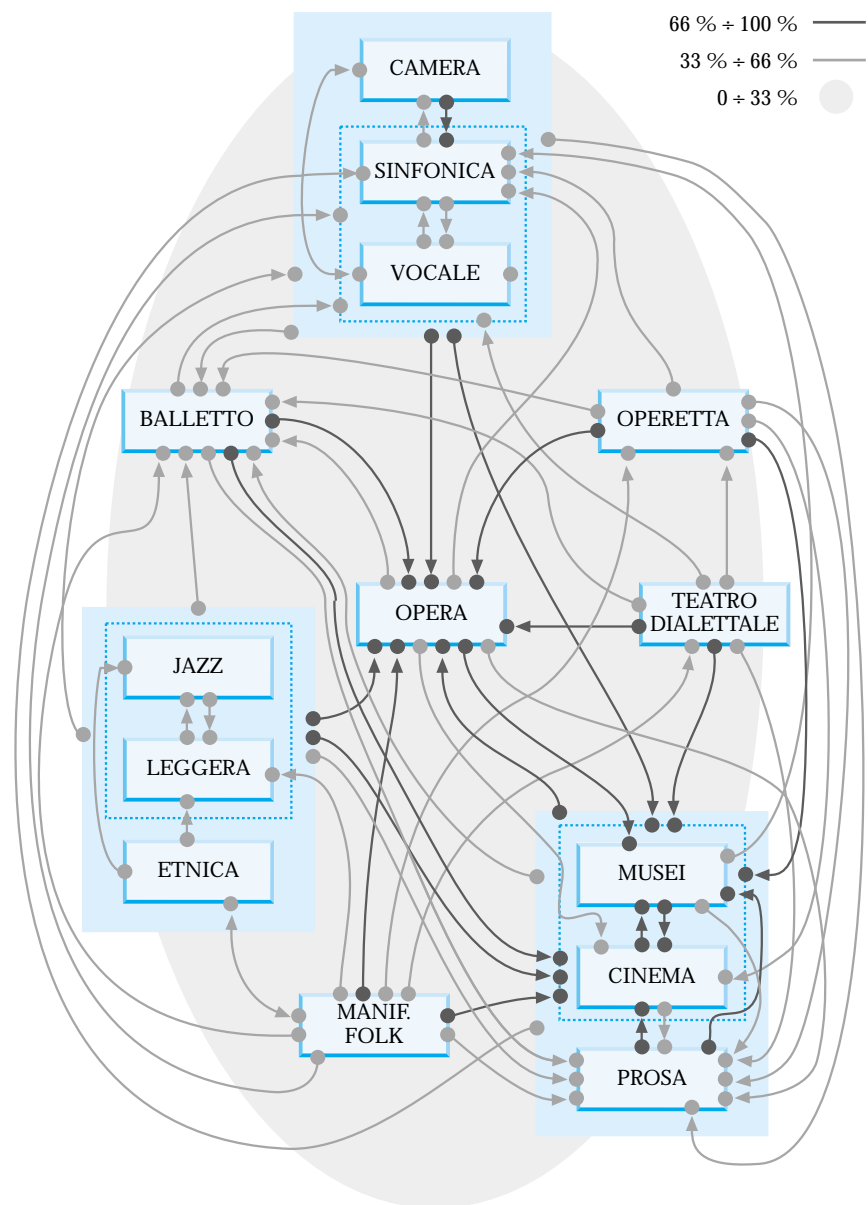 66 % ÷ 100 %
33 % ÷ 66 %
0 ÷ 33 %
CAMERA
SINFONICA
VOCALE
BALLETTO
OPERETTA
OPERA
TEATRO
DIALETTALE
JAZZ
LEGGERA
ETNICA
MUSEI
CINEMA
MANIF.
FOLK
PROSA